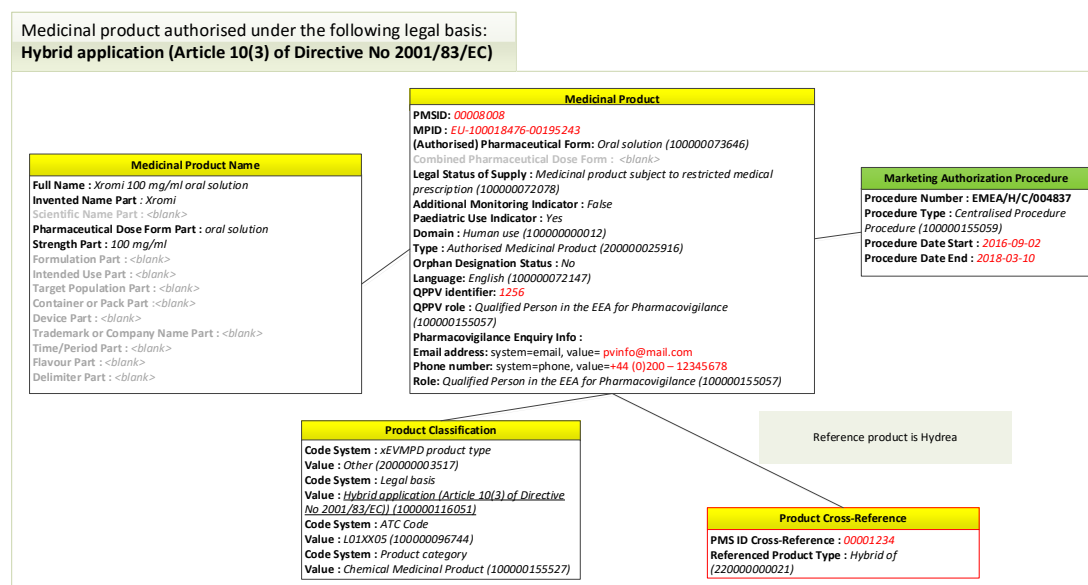 Medicinal product authorised under the following legal basis:
Hybrid application (Article 10(3) of Directive No 2001/83/EC)
Medicinal Product Name
Full Name : Xromi 100 mg/ml oral solution
Invented Name Part : Xromi
Scientific Name Part : <blank>
Pharmaceutical Dose Form Part : oral solution
Strength Part : 100 mg/ml
Formulation Part : <blank>
Intended Use Part : <blank>
Target Population Part : <blank>
Container or Pack Part :<blank>
Device Part : <blank>
Trademark or Company Name Part : <blank>
Time/Period Part : <blank>
Flavour Part : <blank>
Delimiter Part : <blank>
Medicinal Product
PMSID: 00008008
MPID : EU-100018476-00195243
(Authorised) Pharmaceutical Form: Oral solution (100000073646)
Combined Pharmaceutical Dose Form : <blank>
Legal Status of Supply : Medicinal product subject to restricted medical
prescription (100000072078)
Additional Monitoring Indicator : False
Paediatric Use Indicator : Yes
Domain : Human use (100000000012)
Type : Authorised Medicinal Product (200000025916)
Orphan Designation Status : No
Language: English (100000072147)
QPPV identifier: 1256
QPPV role : Qualified Person in the EEA for Pharmacovigilance
(100000155057)
Pharmacovigilance Enquiry Info :
Email address: system=email, value= pvinfo@mail.com
Phone number: system=phone, value=+44 (0)200 – 12345678
Role: Qualified Person in the EEA for Pharmacovigilance (100000155057)
Marketing Authorization Procedure
Procedure Number : EMEA/H/C/004837
Procedure Type : Centralised Procedure
Procedure (100000155059)
Procedure Date Start : 2016-09-02
Procedure Date End : 2018-03-10
Product Classification
Code System : xEVMPD product type
Value : Other (200000003517)
Code System : Legal basis
Value : Hybrid application (Article 10(3) of Directive
No 2001/83/EC)) (100000116051)
Code System : ATC Code
Value : L01XX05 (100000096744)
Code System : Product category
Value : Chemical Medicinal Product (100000155527)
Reference product is Hydrea
Product Cross-Reference
PMS ID Cross-Reference : 00001234
Referenced Product Type : Hybrid of
(220000000021)